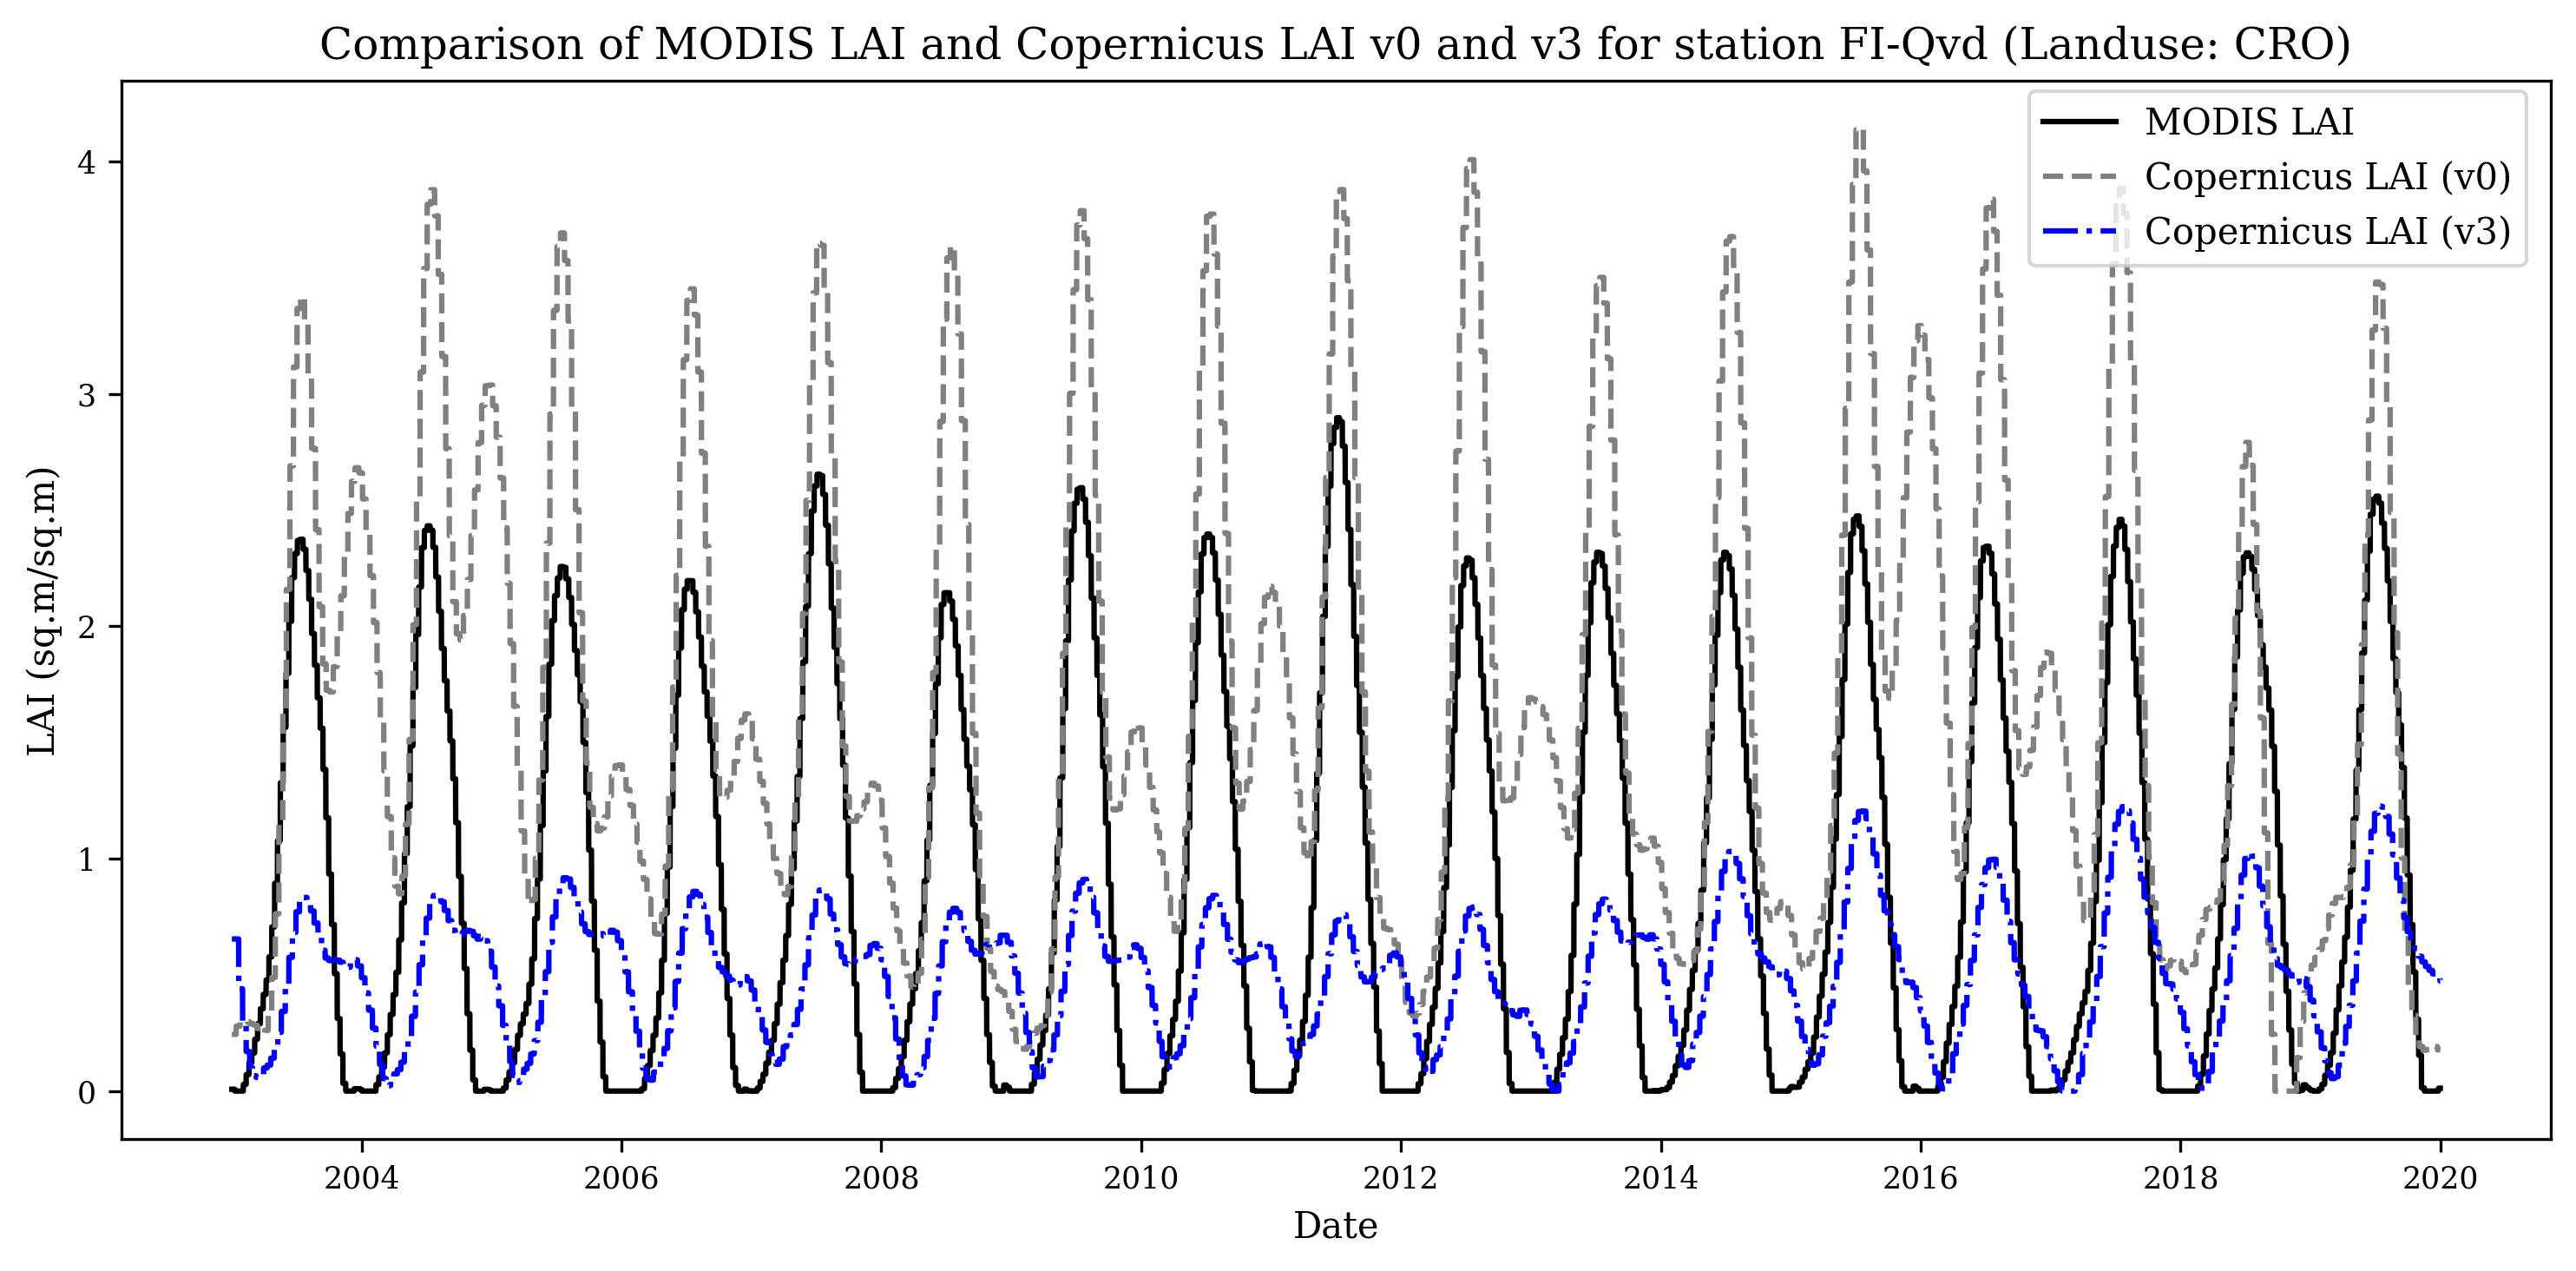 Comparison of MODIS LAI and Copernicus LAI v0 and v3 for station FI-Qvd (Landuse: CRO)
MODIS LAI
Copernicus LAI (v0)
Copernicus LAI (v3)
LAI (sq.m/sq.m)
4
3
2
1
0
2004 2006 2008 2010 2012 2014 2016 2018 2020
Date